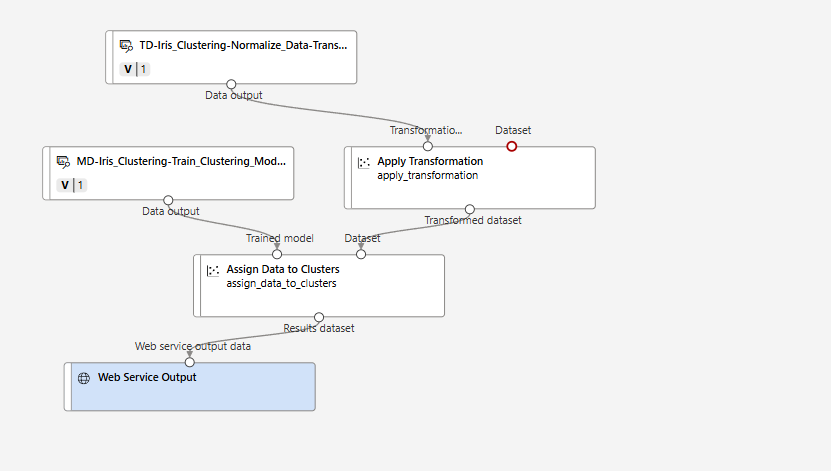 TD-Iris_Clustering-Normalize_Data-Trans...
V | 1
Data output
Transformatio...
Dataset
MD-Iris_Clustering-Train_Clustering_Mod...
V | 1
Data output
Apply Transformation
apply_transformation
Transformed dataset
Trained model
Dataset
Assign Data to Clusters
assign_data_to_clusters
Results dataset
Web service output data
Web Service Output